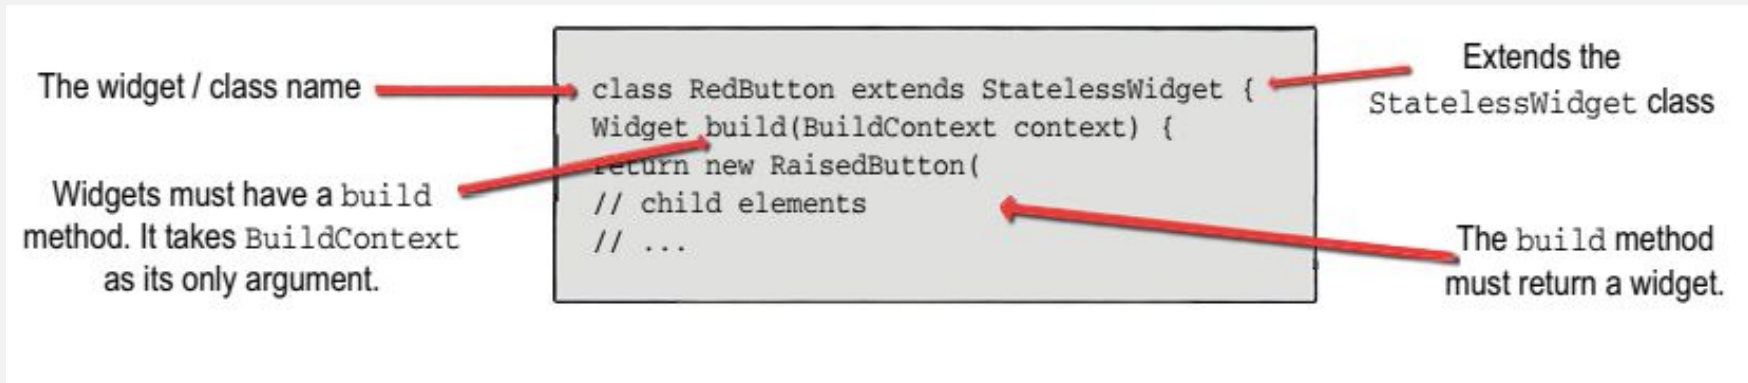 The widget / class name
Widgets must have a build
method. It takes BuildContext
as its only argument.
class RedButton extends StatelessWidget {
Widget build(BuildContext context) {
return new RaisedButton(
// child elements
// ...
Extends the
StatelessWidget class
The build method
must return a widget.